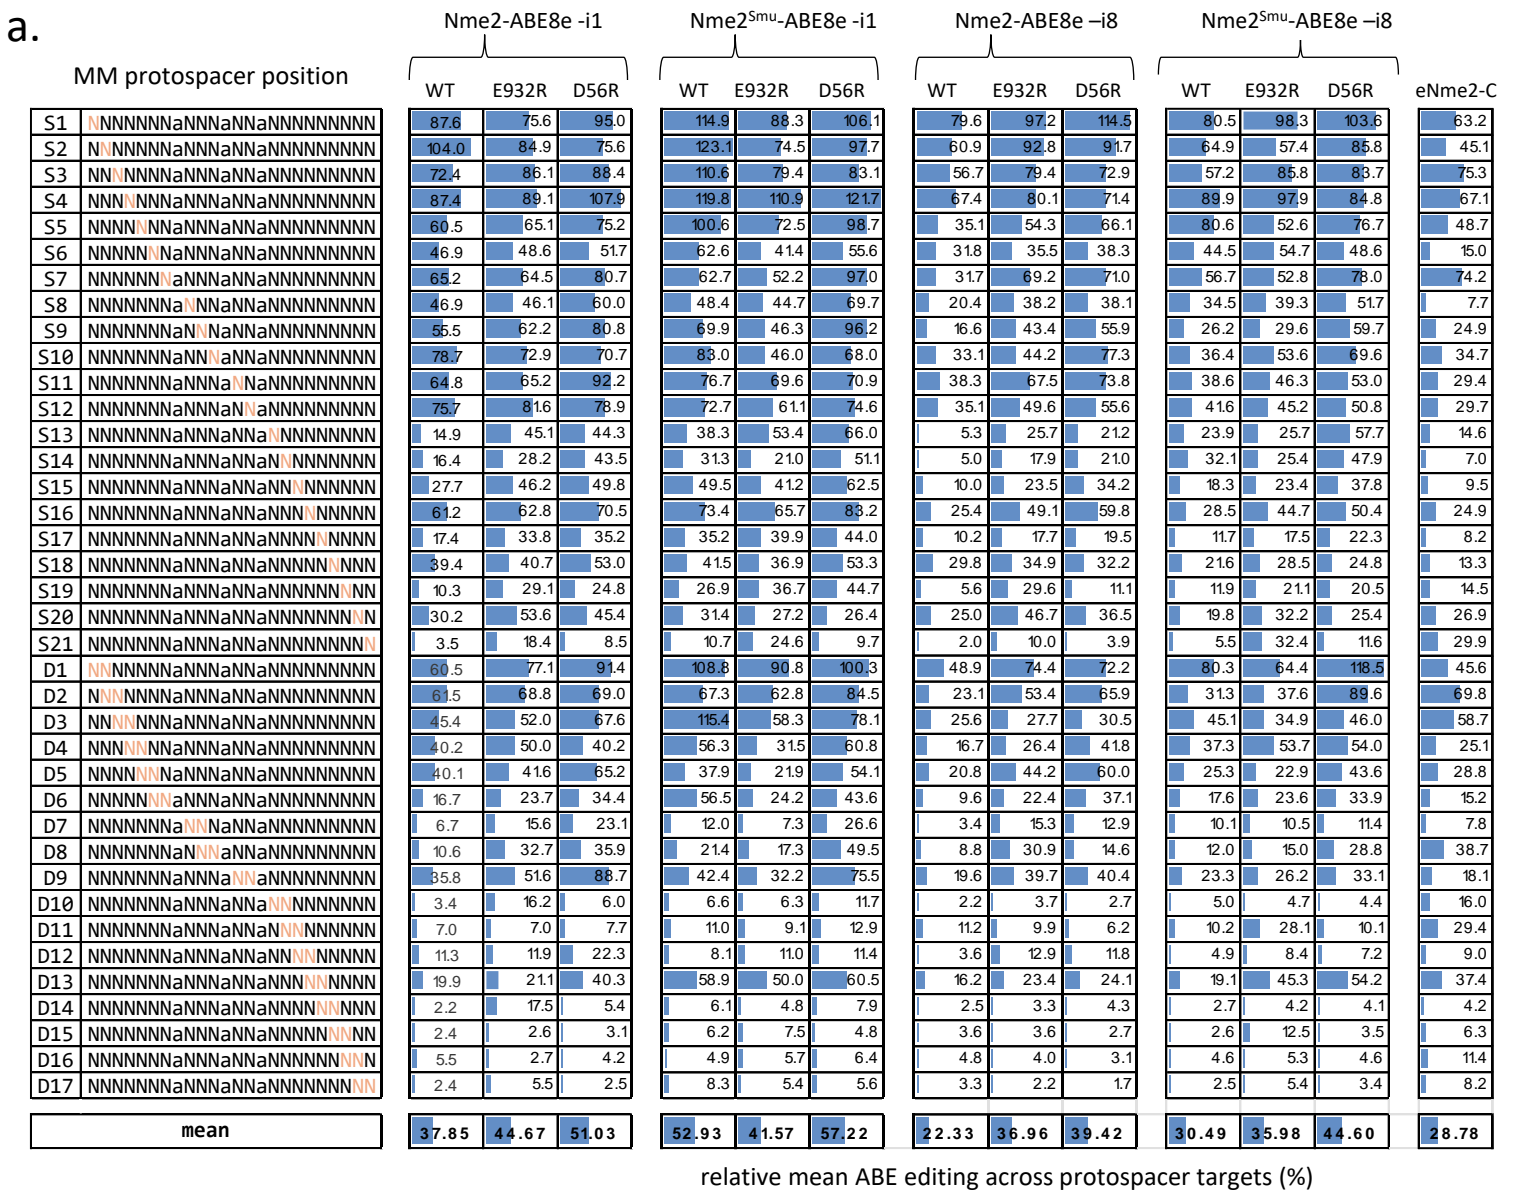 a.
Nme2-ABE8e -i1 Nme2Smu-ABE8e -i1 Nme2-ABE8e –i8 Nme2Smu-ABE8e –i8
MM protospacer position
WT E932R D56R WT E932R D56R WT E932R D56R WT E932R D56R eNme2-C
S1 NNNNNNNaNNNaNNaNNNNNNNNN 87.6 75.6 95.0 114.9 88.3 106.1 79.6 97.2 114.5 80.5 98.3 103.6 63.2
S2 NNNNNNNaNNNaNNaNNNNNNNNN 104.0 84.9 75.6 123.1 74.5 97.7 60.9 92.8 91.7 64.9 57.4 85.8 45.1
S3 NNNNNNNaNNNaNNaNNNNNNNNN 72.4 86.1 88.4 110.6 79.4 83.1 56.7 79.4 72.9 57.2 85.8 83.7 75.3
S4 NNNNNNNaNNNaNNaNNNNNNNNN 87.4 89.1 107.9 119.8 110.9 121.7 67.4 80.1 71.4 89.9 97.9 84.8 67.1
S5 NNNNNNNaNNNaNNaNNNNNNNNN 60.5 65.1 75.2 100.6 72.5 98.7 35.1 54.3 66.1 80.6 52.6 76.7 48.7
S6 NNNNNNNaNNNaNNaNNNNNNNNN 46.9 48.6 51.7 62.6 41.4 55.6 31.8 35.5 38.3 44.5 54.7 48.6 15.0
S7 NNNNNNNaNNNaNNaNNNNNNNNN 65.2 64.5 80.7 62.7 52.2 97.0 31.7 69.2 71.0 56.7 52.8 78.0 74.2
S8 NNNNNNNaNNNaNNaNNNNNNNNN 46.9 46.1 60.0 48.4 44.7 69.7 20.4 38.2 38.1 34.5 39.3 51.7 7.7
S9 NNNNNNNaNNNaNNaNNNNNNNNN 55.5 62.2 80.8 69.9 46.3 96.2 16.6 43.4 55.9 26.2 29.6 59.7 24.9
S10 NNNNNNNaNNNaNNaNNNNNNNNN 78.7 72.9 70.7 83.0 46.0 68.0 33.1 44.2 77.3 36.4 53.6 69.6 34.7
S11 NNNNNNNaNNNaNNaNNNNNNNNN 64.8 65.2 92.2 76.7 69.6 70.9 38.3 67.5 73.8 38.6 46.3 53.0 29.4
S12 NNNNNNNaNNNaNNaNNNNNNNNN 75.7 81.6 78.9 72.7 61.1 74.6 35.1 49.6 55.6 41.6 45.2 50.8 29.7
S13 NNNNNNNaNNNaNNaNNNNNNNNN 14.9 45.1 44.3 38.3 53.4 66.0 5.3 25.7 21.2 23.9 25.7 57.7 14.6
S14 NNNNNNNaNNNaNNaNNNNNNNNN 16.4 28.2 43.5 31.3 21.0 51.1 5.0 17.9 21.0 32.1 25.4 47.9 7.0
S15 NNNNNNNaNNNaNNaNNNNNNNNN 27.7 46.2 49.8 49.5 41.2 62.5 10.0 23.5 34.2 18.3 23.4 37.8 9.5
S16 NNNNNNNaNNNaNNaNNNNNNNNN 61.2 62.8 70.5 73.4 65.7 83.2 25.4 49.1 59.8 28.5 44.7 50.4 24.9
S17 NNNNNNNaNNNaNNaNNNNNNNNN 17.4 33.8 35.2 35.2 39.9 44.0 10.2 17.7 19.5 11.7 17.5 22.3 8.2
S18 NNNNNNNaNNNaNNaNNNNNNNNN 39.4 40.7 53.0 41.5 36.9 53.3 29.8 34.9 32.2 21.6 28.5 24.8 13.3
S19 NNNNNNNaNNNaNNaNNNNNNNNN 10.3 29.1 24.8 26.9 36.7 44.7 5.6 29.6 11.1 11.9 21.1 20.5 14.5
S20 NNNNNNNaNNNaNNaNNNNNNNNN 30.2 53.6 45.4 31.4 27.2 26.4 25.0 46.7 36.5 19.8 32.2 25.4 26.9
S21 NNNNNNNaNNNaNNaNNNNNNNNN 3.5 18.4 8.5 10.7 24.6 9.7 2.0 10.0 3.9 5.5 32.4 11.6 29.9
D1 NNNNNNNaNNNaNNaNNNNNNNNN 60.5 77.1 91.4 108.8 90.8 100.3 48.9 74.4 72.2 80.3 64.4 118.5 45.6
D2 NNNNNNNaNNNaNNaNNNNNNNNN 61.5 68.8 69.0 67.3 62.8 84.5 23.1 53.4 65.9 31.3 37.6 89.6 69.8
D3 NNNNNNNaNNNaNNaNNNNNNNNN 45.4 52.0 67.6 115.4 58.3 78.1 25.6 27.7 30.5 45.1 34.9 46.0 58.7
D4 NNNNNNNaNNNaNNaNNNNNNNNN 40.2 50.0 40.2 56.3 31.5 60.8 16.7 26.4 41.8 37.3 53.7 54.0 25.1
D5 NNNNNNNaNNNaNNaNNNNNNNNN 40.1 41.6 65.2 37.9 21.9 54.1 20.8 44.2 60.0 25.3 22.9 43.6 28.8
D6 NNNNNNNaNNNaNNaNNNNNNNNN 16.7 23.7 34.4 56.5 24.2 43.6 9.6 22.4 37.1 17.6 23.6 33.9 15.2
D7 NNNNNNNaNNNaNNaNNNNNNNNN 6.7 15.6 23.1 12.0 7.3 26.6 3.4 15.3 12.9 10.1 10.5 11.4 7.8
D8 NNNNNNNaNNNaNNaNNNNNNNNN 10.6 32.7 35.9 21.4 17.3 49.5 8.8 30.9 14.6 12.0 15.0 28.8 38.7
D9 NNNNNNNaNNNaNNaNNNNNNNNN 35.8 51.6 88.7 42.4 32.2 75.5 19.6 39.7 40.4 23.3 26.2 33.1 18.1
D10 NNNNNNNaNNNaNNaNNNNNNNNN 3.4 16.2 6.0 6.6 6.3 11.7 2.2 3.7 2.7 5.0 4.7 4.4 16.0
D11 NNNNNNNaNNNaNNaNNNNNNNNN 7.0 7.0 7.7 11.0 9.1 12.9 11.2 9.9 6.2 10.2 28.1 10.1 29.4
D12 NNNNNNNaNNNaNNaNNNNNNNNN 11.3 11.9 22.3 8.1 11.0 11.4 3.6 12.9 11.8 4.9 8.4 7.2 9.0
D13 NNNNNNNaNNNaNNaNNNNNNNNN 19.9 21.1 40.3 58.9 50.0 60.5 16.2 23.4 24.1 19.1 45.3 54.2 37.4
D14 NNNNNNNaNNNaNNaNNNNNNNNN 2.2 17.5 5.4 6.1 4.8 7.9 2.5 3.3 4.3 2.7 4.2 4.1 4.2
D15 NNNNNNNaNNNaNNaNNNNNNNNN 2.4 2.6 3.1 6.2 7.5 4.8 3.6 3.6 2.7 2.6 12.5 3.5 6.3
D16 NNNNNNNaNNNaNNaNNNNNNNNN 5.5 2.7 4.2 4.9 5.7 6.4 4.8 4.0 3.1 4.6 5.3 4.6 11.4
D17 NNNNNNNaNNNaNNaNNNNNNNNN 2.4 5.5 2.5 8.3 5.4 5.6 3.3 2.2 1.7 2.5 5.4 3.4 8.2
mean 37.85 44.67 51.03 52.93 41.57 57.22 22.33 36.96 39.42 30.49 35.98 44.60 28.78
relative mean ABE editing across protospacer targets (%)